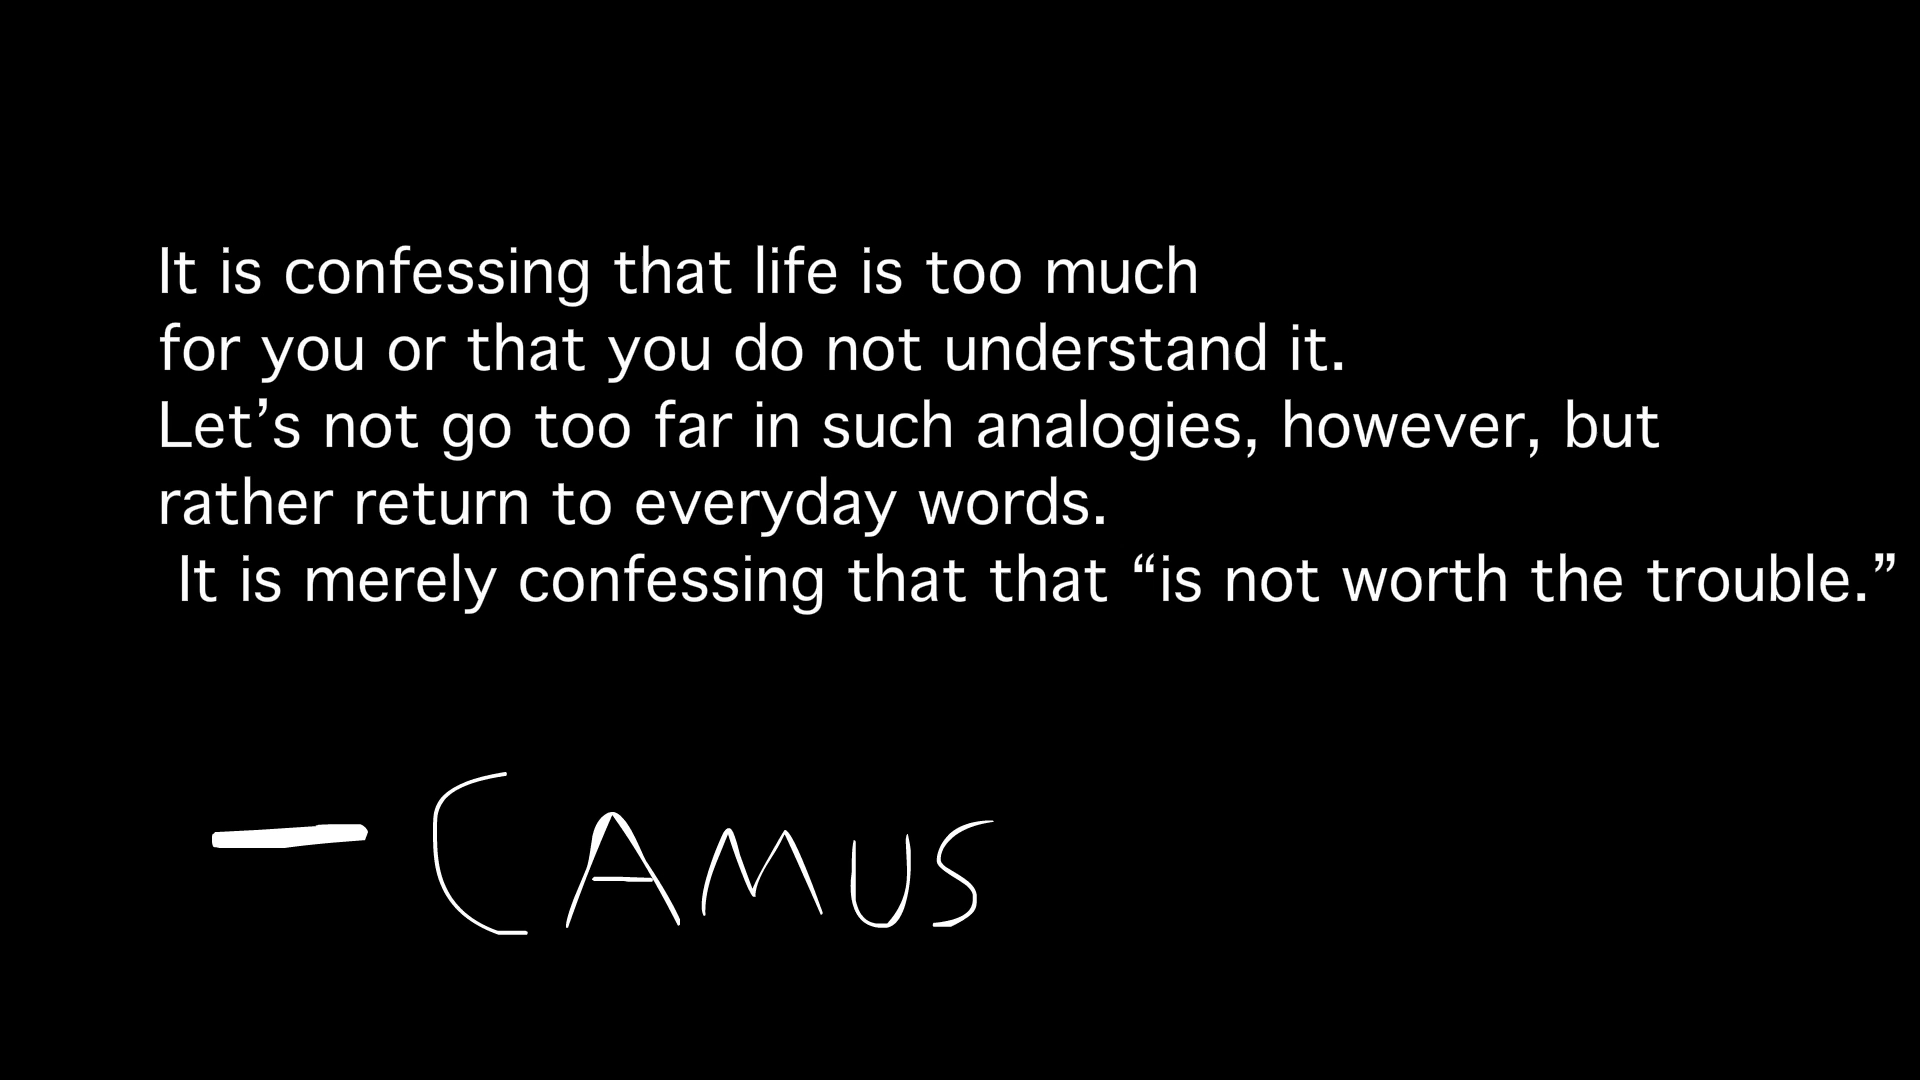 It is confessing that life is too much
for you or that you do not understand it.
Let’s not go too far in such analogies, however, but
rather return to everyday words.
It is merely confessing that that “is not worth the trouble.”
— CAMUS